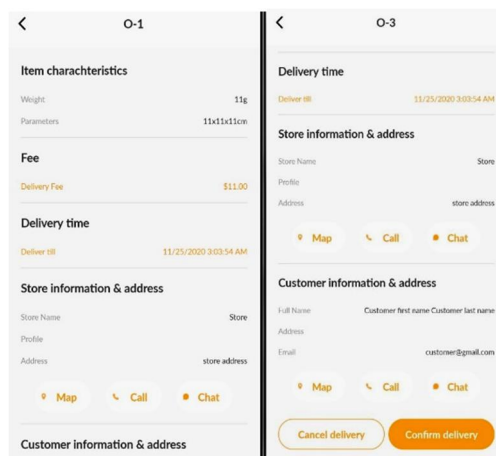 O-1
Item charachteristics
Weight 11g
Parameters 11x11x11cm
Fee
Delivery Fee $11.00
Delivery time
Deliver till 11/25/2020 3:03:54 AM
Store information & address
Store Name Store
Profile
Address store address
Map Call Chat
Customer information & address
O-3
Delivery time
Deliver till 11/25/2020 3:03:54 AM
Store information & address
Store Name Store
Profile
Address store address
Map Call Chat
Customer information & address
Full Name Customer first name Customer last name
Address
Email customer@gmail.com
Map Call Chat
Cancel delivery Confirm delivery